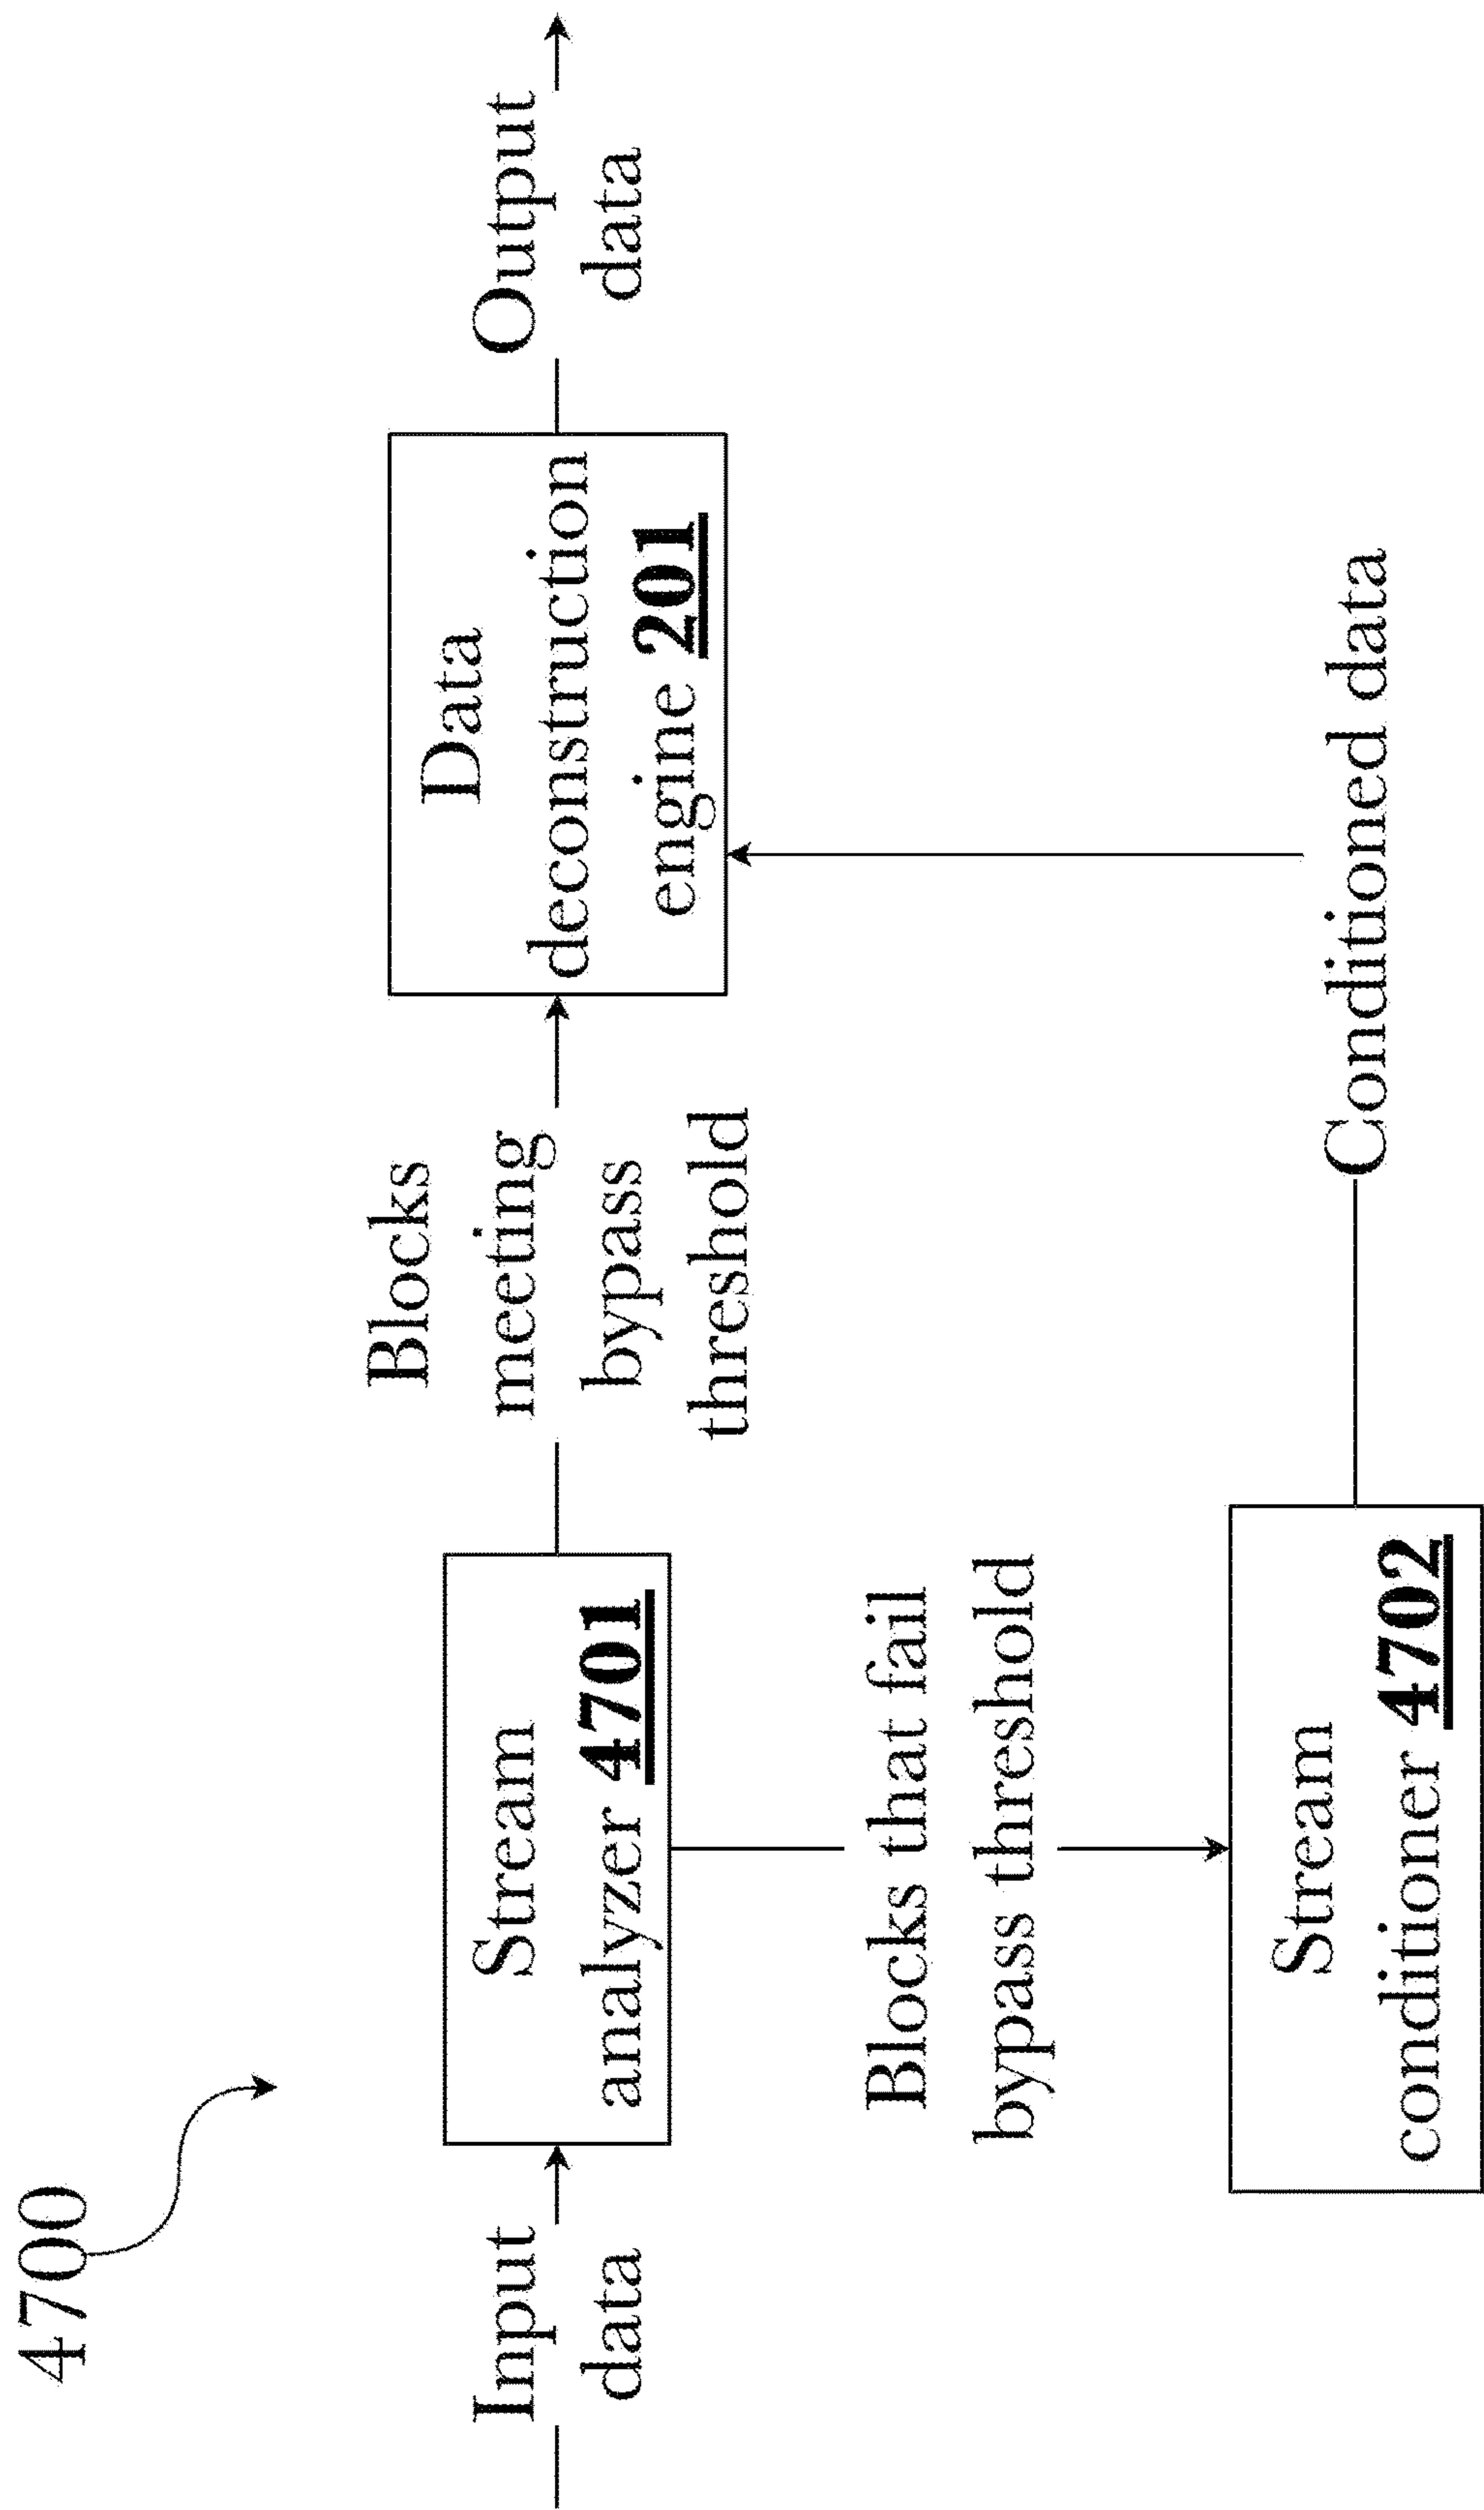 4700
Input
data
Stream
analyzer 4701
Blocks
meeting
bypass
threshold
Data
deconstruction
engine 201
Output
data
Blocks that fail
bypass threshold
Stream
conditioner 4702
Conditioned data